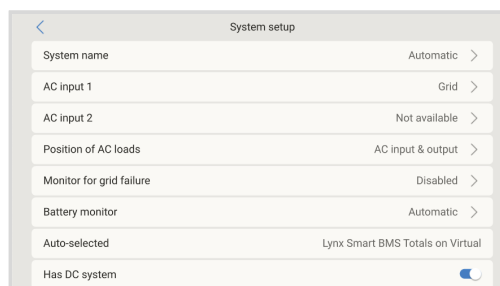 System setup
System name Automatic
AC input 1 Grid
AC input 2 Not available
Position of AC loads AC input & output
Monitor for grid failure Disabled
Battery monitor Automatic
Auto-selected Lynx Smart BMS Totals on Virtual
Has DC system